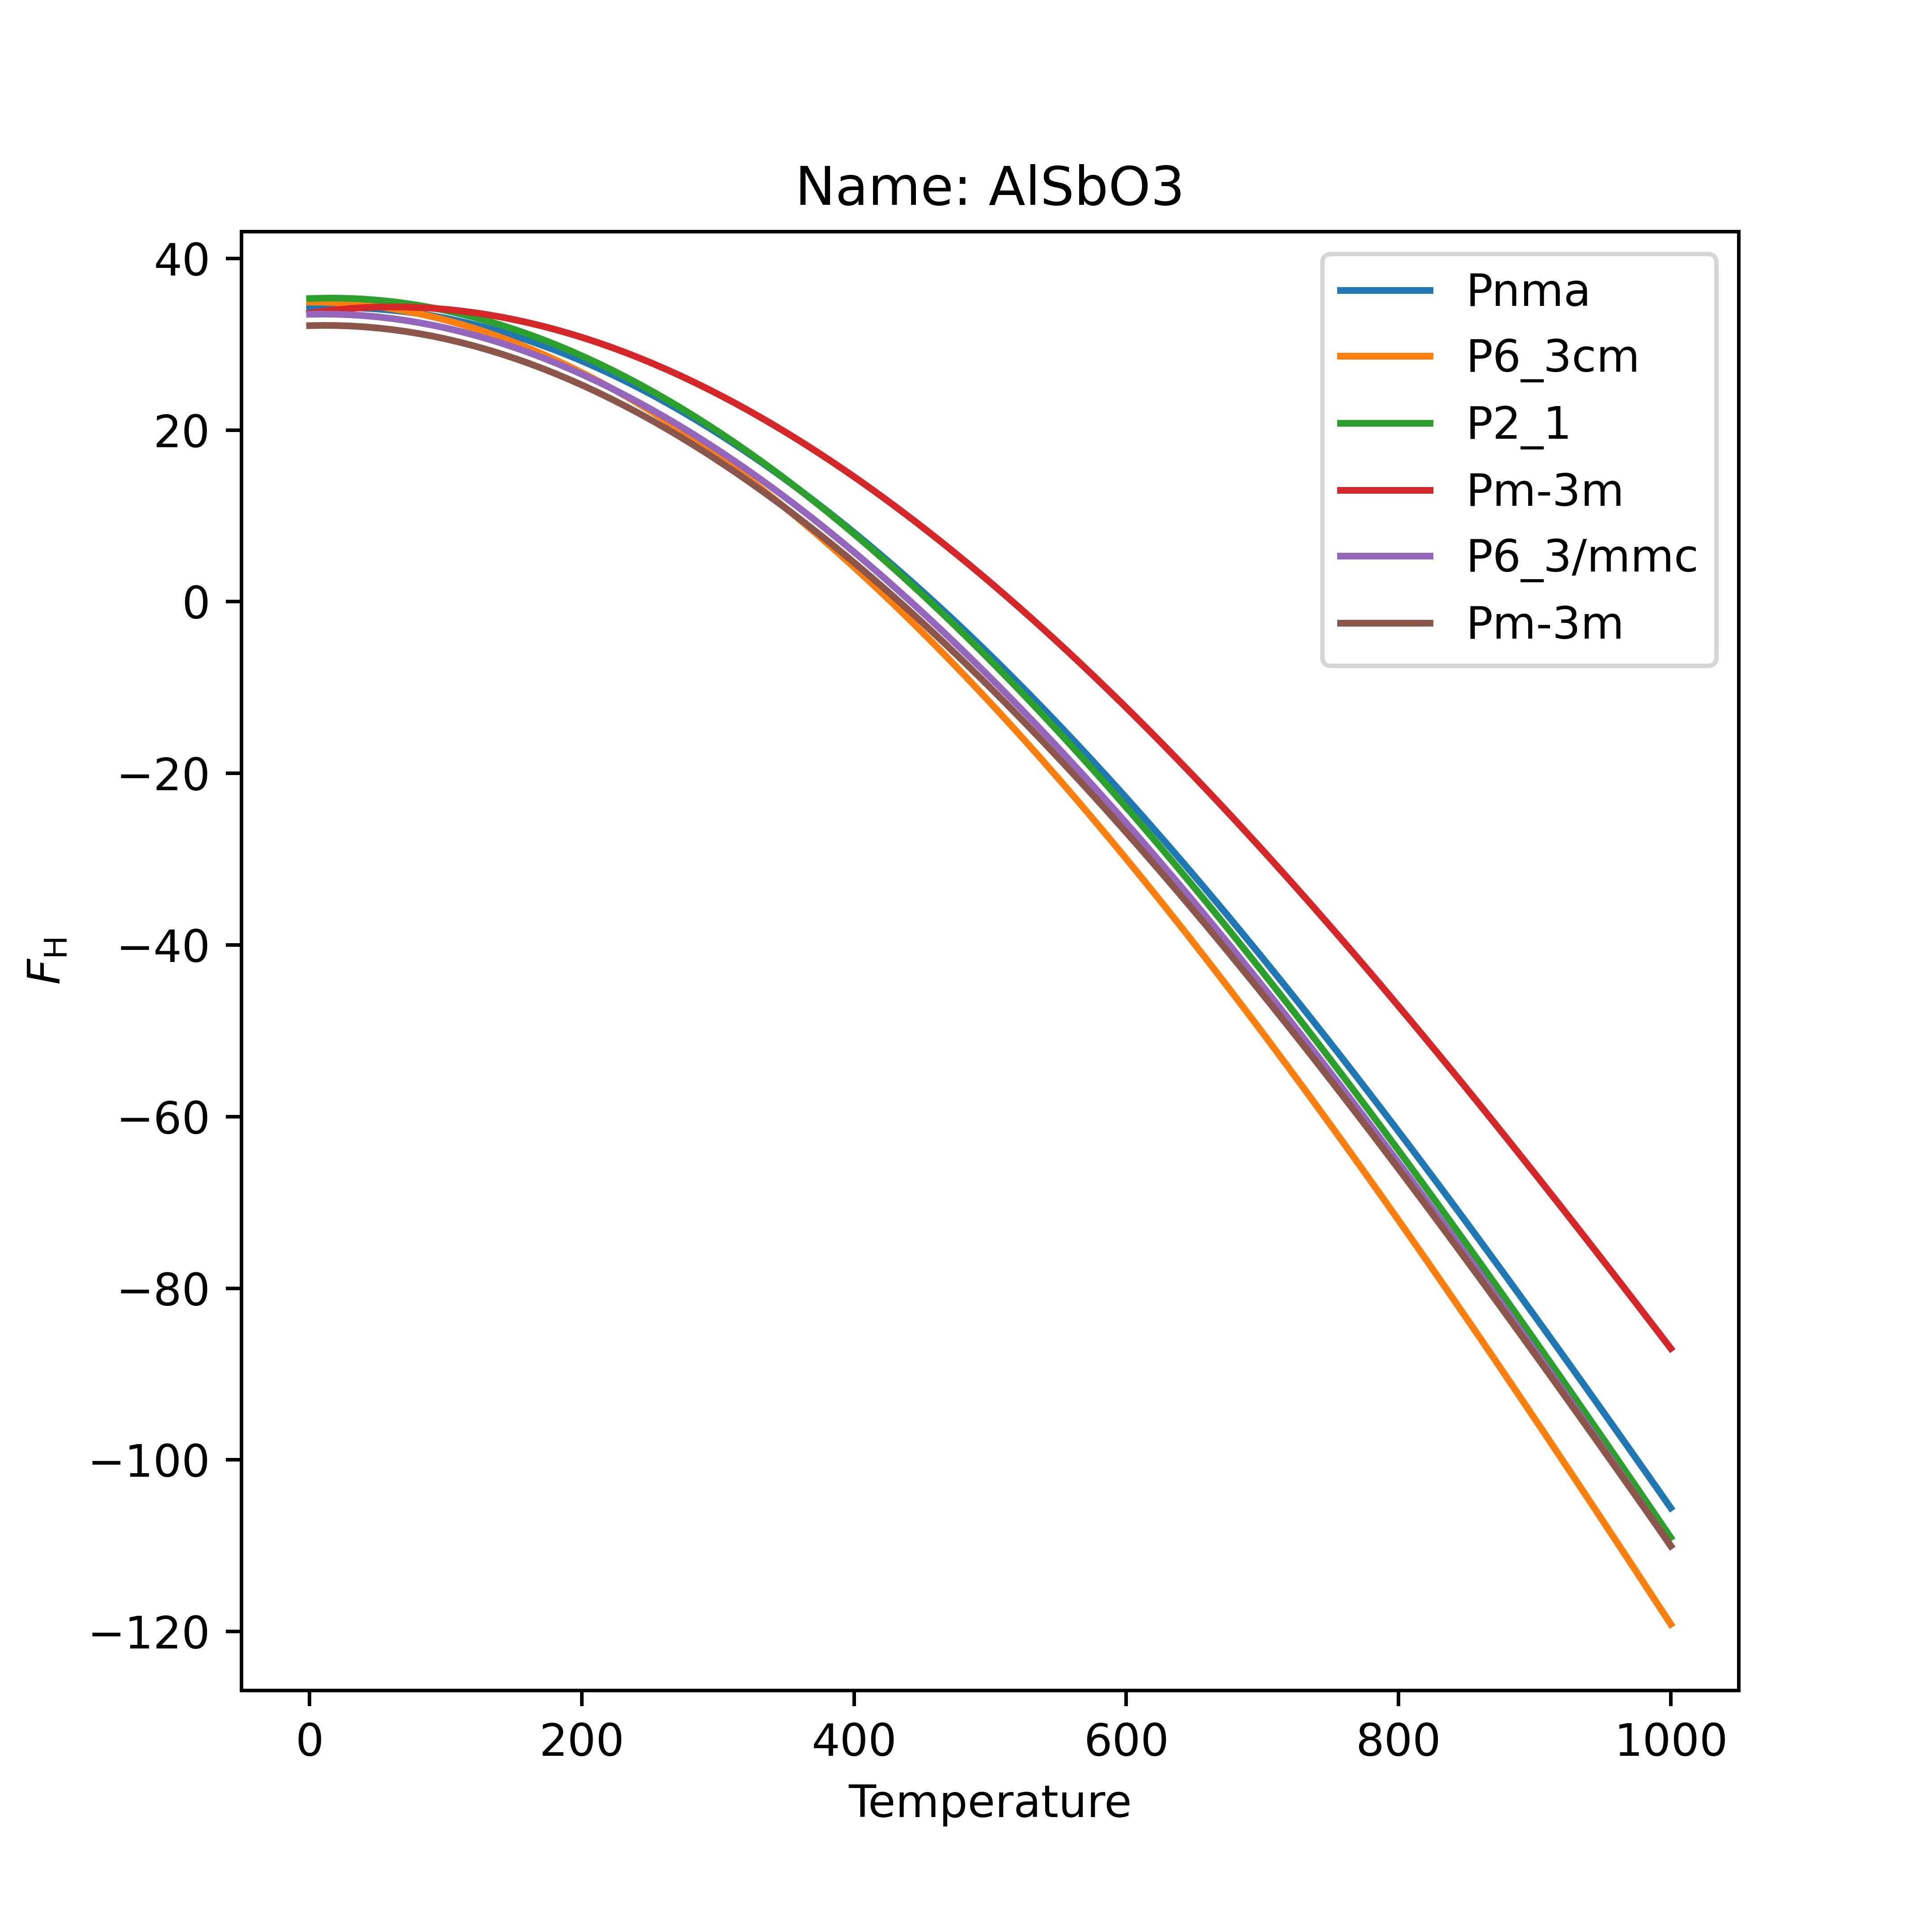 Name: AlSbO3
40
20
0
−20
−40
−60
−80
−100
−120
F_H
Pnma
P6_3cm
P2_1
Pm-3m
P6_3/mmc
Pm-3m
0 200 400 600 800 1000
Temperature